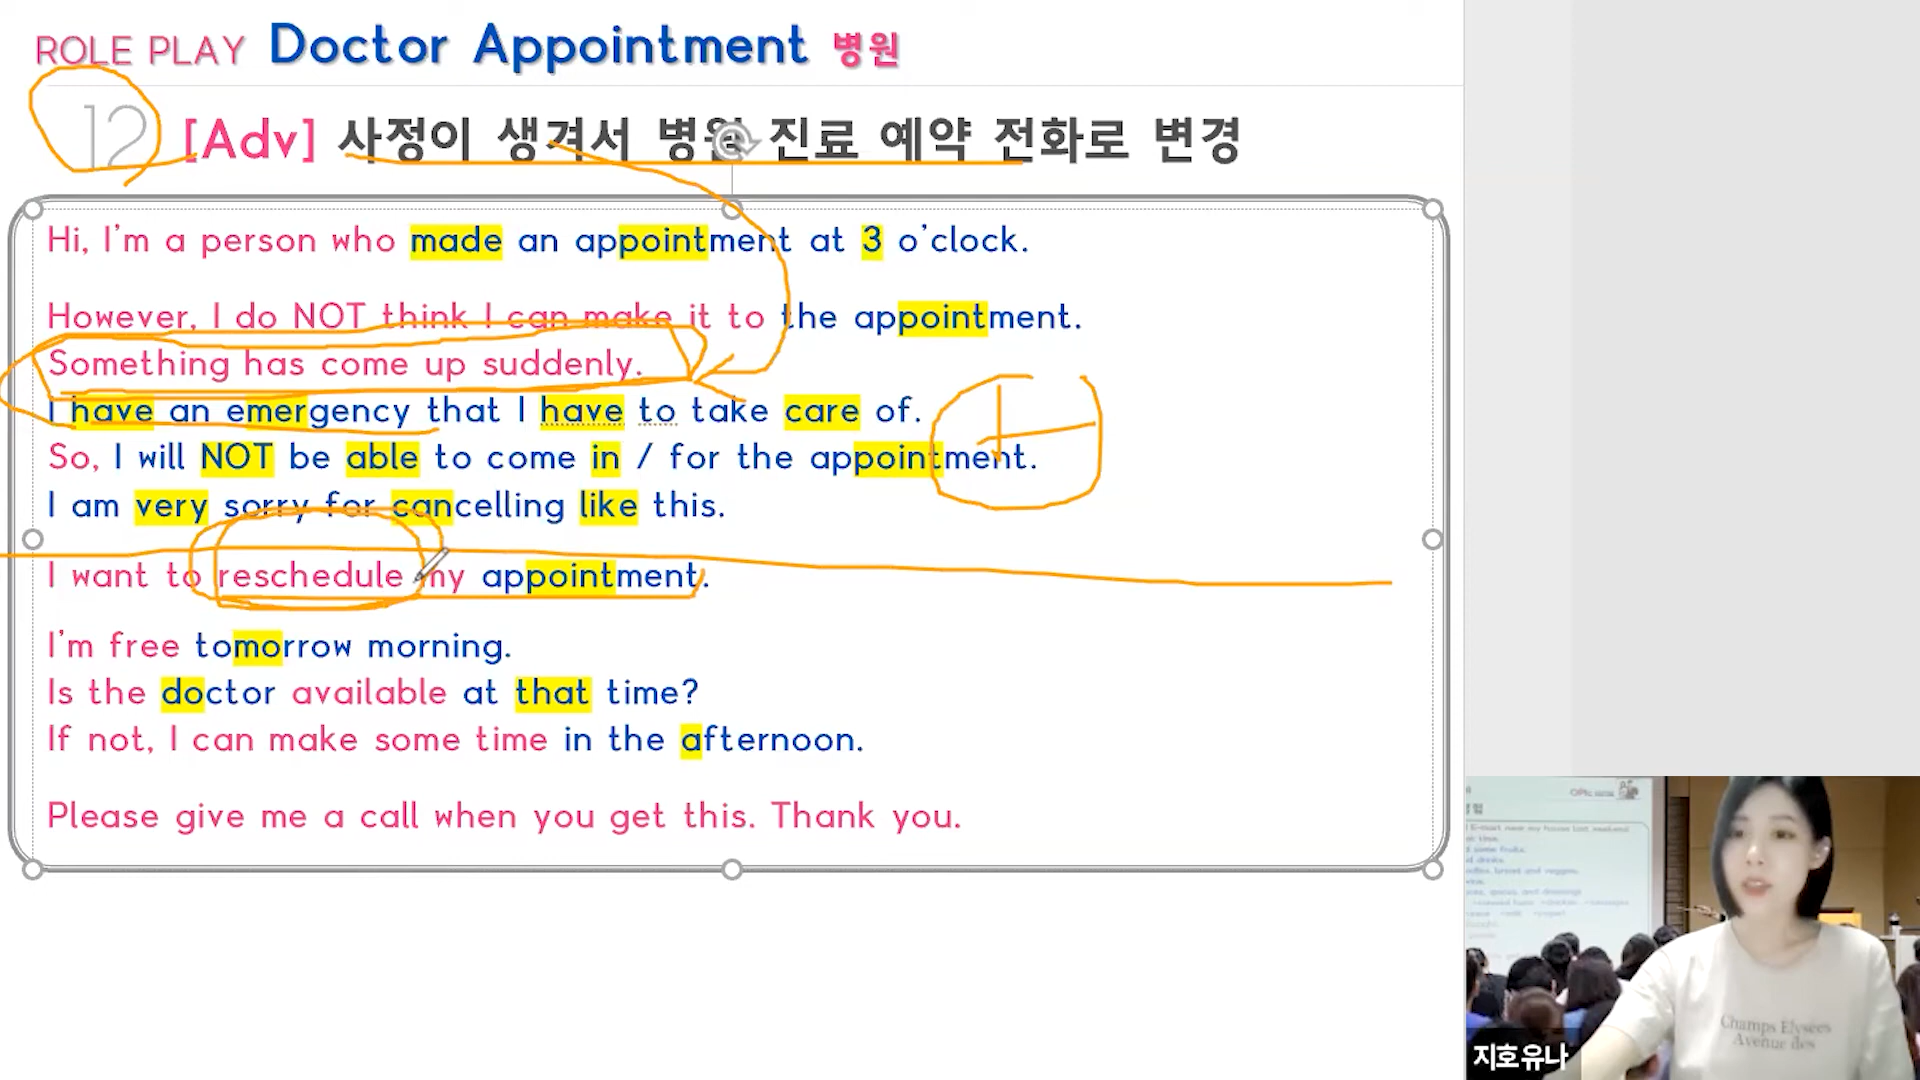 ROLE PLAY Doctor Appointment 병원
12 [Adv] 사정이 생겨서 병원 진료 예약 전화로 변경
Hi, I'm a person who made an appointment at 3 o'clock.
However, I do NOT think I can make it to the appointment.
Something has come up suddenly.
I have an emergency that I have to take care of.
So, I will NOT be able to come in / for the appointment.
I am very sorry for cancelling like this.
I want to reschedule my appointment.
I'm free tomorrow morning.
Is the doctor available at that time?
If not, I can make some time in the afternoon.
Please give me a call when you get this. Thank you.
Champs Elysées
Avenue des
지호유나